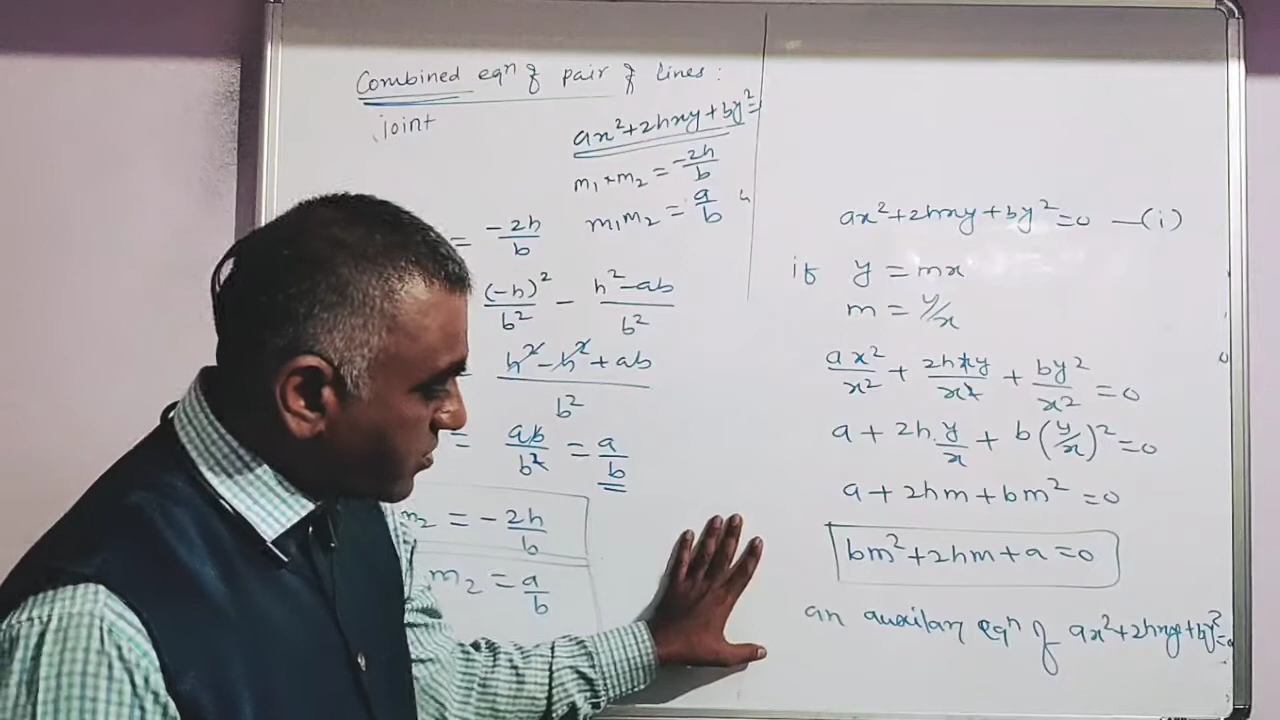 Combined eqn of pair of lines :
joint
ax²+2hxy+by²=
m₁+m₂ = -2h/b
m₁m₂ = a/b
= -2h/b
(-h)²/b² - h²-ab/b²
h²-h²+ab/b²
= ab/b² = a/b
m₂ = -2h/b
m₂ = a/b
ax²+2hxy+by²=0 —(i)
if y = mx
m = y/x
ax²/x² + 2hxy/x² + by²/x² = 0
a + 2h.y/x + b(y/x)² = 0
a + 2hm + bm² = 0
bm²+2hm+a=0
an auxilary eqn of ax²+2hxy+by²=0